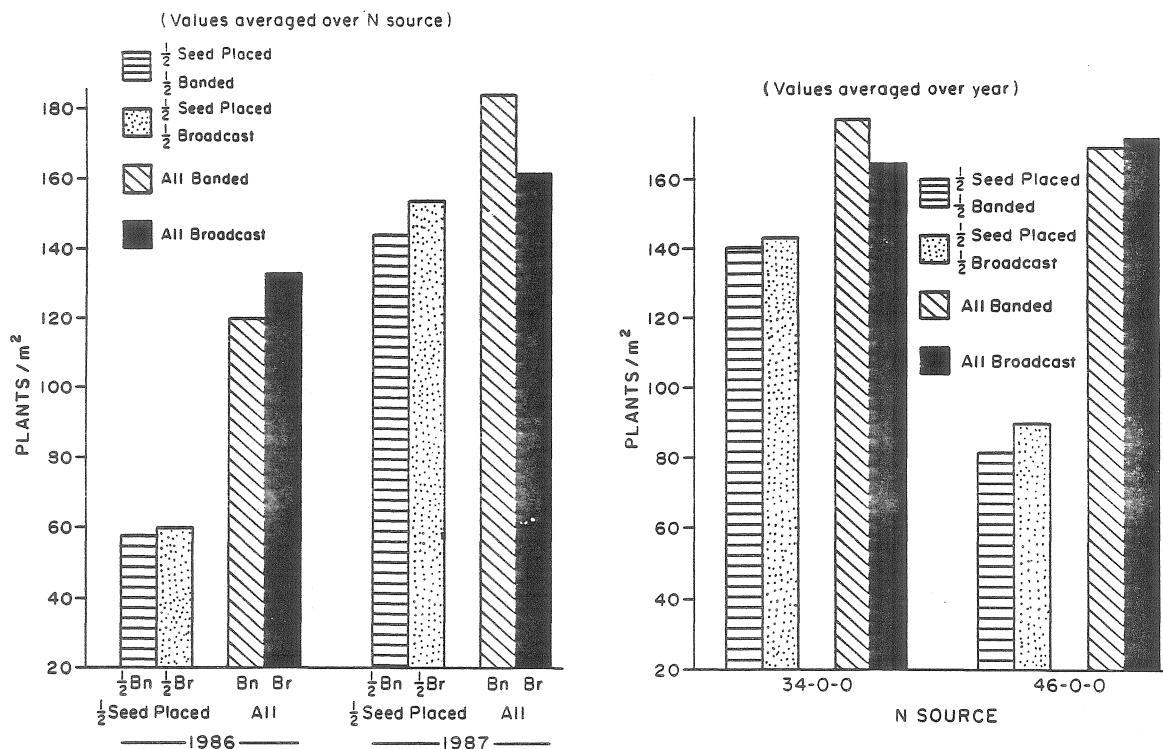 (Values averaged over N source)
½ Seed Placed
½ Banded
½ Seed Placed
½ Broadcast
All Banded
All Broadcast
180
160
140
120
100
80
60
40
20
PLANTS/m²
½Bn ½Br Bn Br ½Bn ½Br Bn Br
½Seed Placed All ½Seed Placed All
1986 1987
(Values averaged over year)
½ Seed Placed
½ Banded
½ Seed Placed
½ Broadcast
All Banded
All Broadcast
160
140
120
100
80
60
40
20
PLANTS/m²
34-0-0 46-0-0
N SOURCE